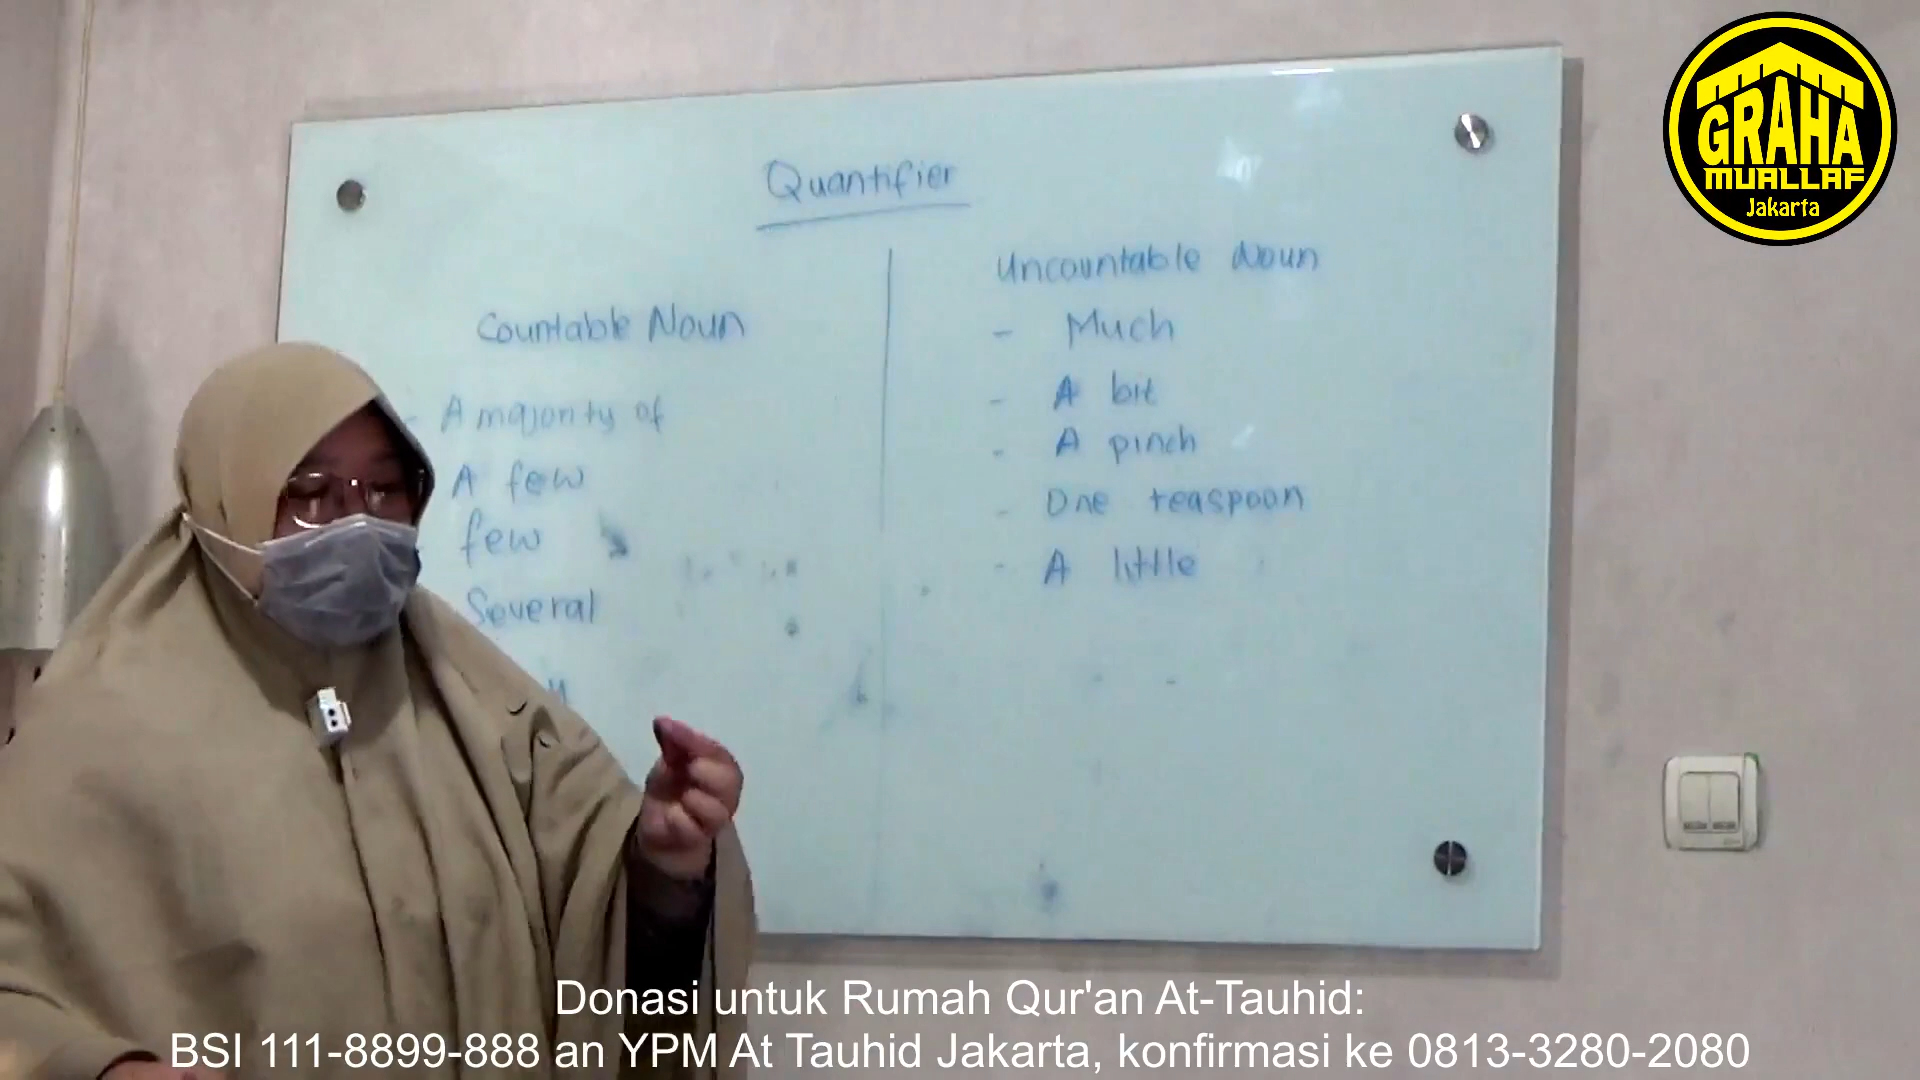 Quantifier
Countable Noun
- A majority of
A few
few
Several
Uncountable Noun
- Much
- A bit
- A pinch
- One teaspoon
- A little
GRAHA
MUALLAF
Jakarta
Donasi untuk Rumah Qur'an At-Tauhid:
BSI 111-8899-888 an YPM At Tauhid Jakarta, konfirmasi ke 0813-3280-2080